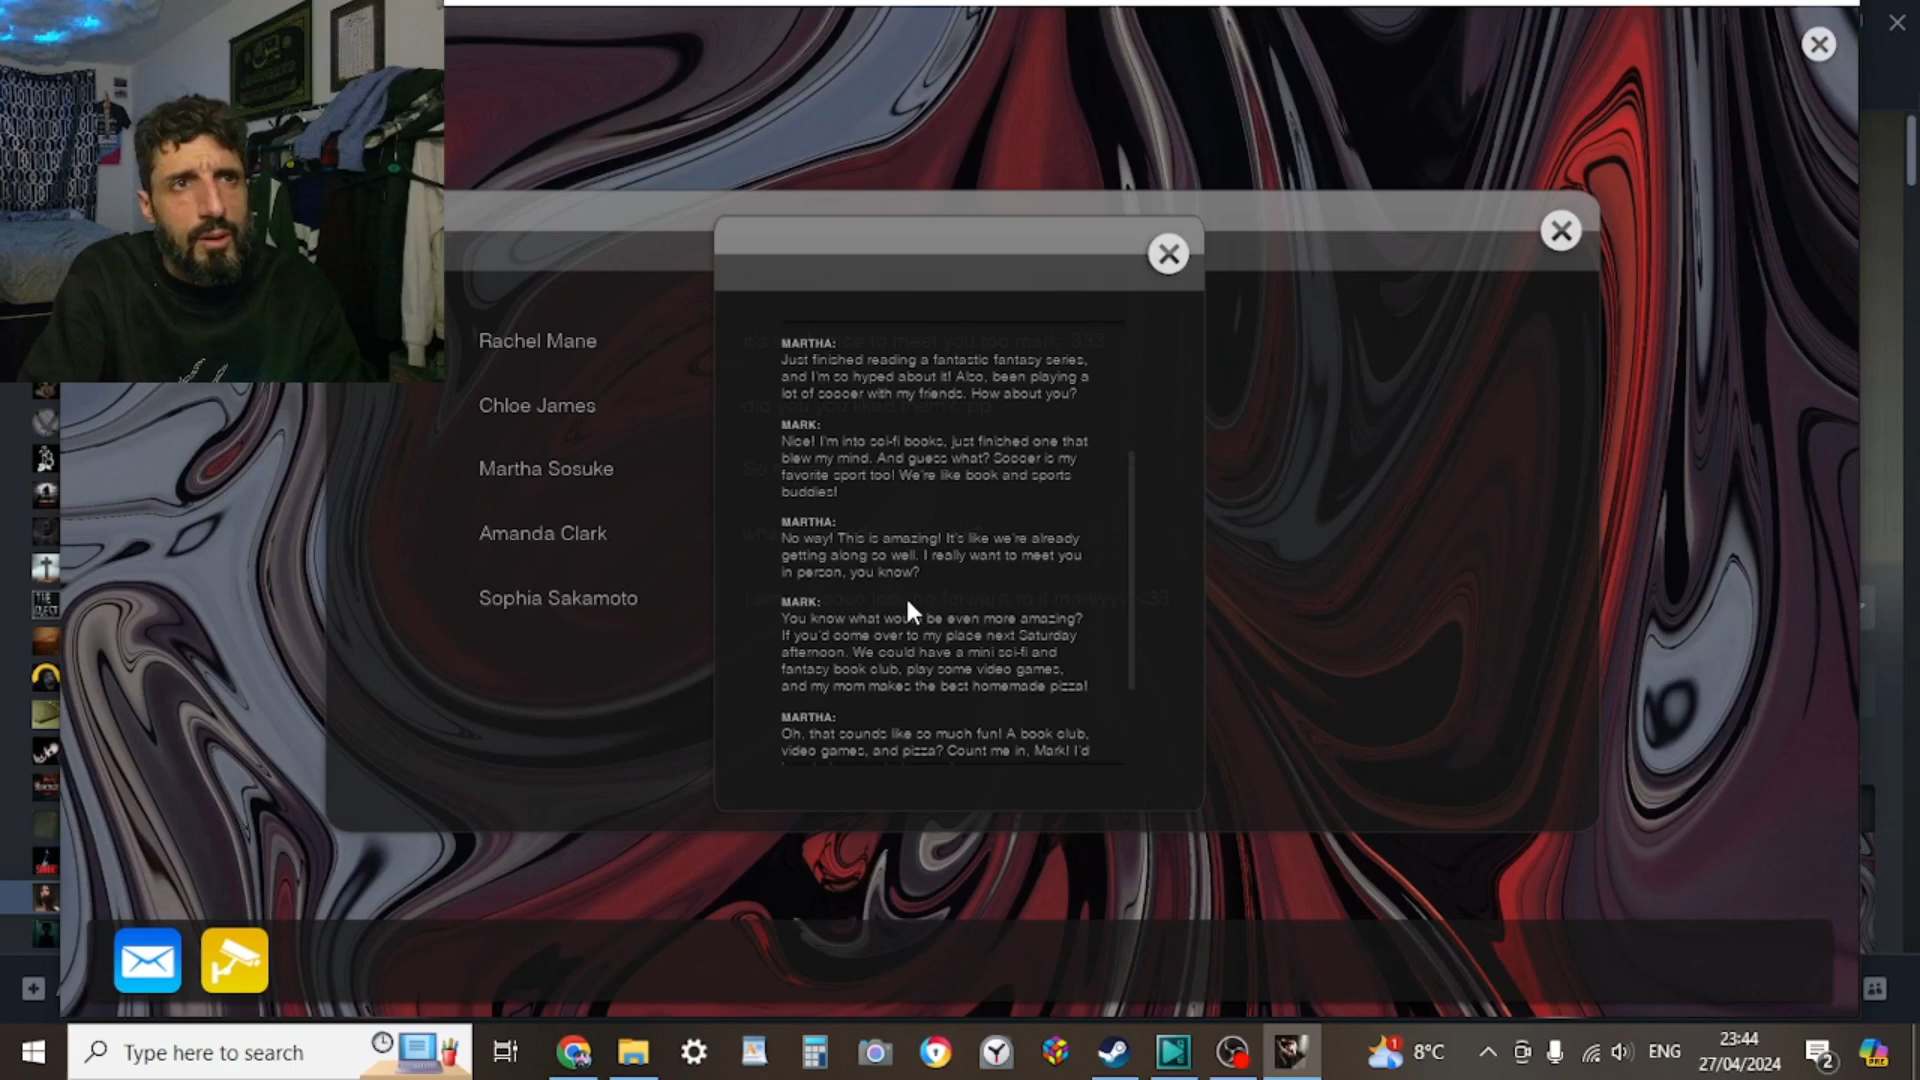 Rachel Mane
Chloe James
Martha Sosuke
Amanda Clark
Sophia Sakamoto
MARTHA:
Just finished reading a fantastic fantasy series,
and I'm so hyped about it! Also, been playing a
lot of soccer with my friends. How about you?
MARK:
Nice! I'm into sci-fi books, just finished one that
blew my mind. And guess what? Soccer is my
favorite sport too! We're like book and sports
buddies!
MARTHA:
No way! This is amazing! It's like we're already
getting along so well. I really want to meet you
in person, you know?
MARK:
You know what would be even more amazing?
If you'd come over to my place next Saturday
afternoon. We could have a mini sci-fi and
fantasy book club, play some video games,
and my mom makes the best homemade pizza!
MARTHA:
Oh, that sounds like so much fun! A book club,
video games, and pizza? Count me in, Mark! I'd
Type here to search
1
8°C
ENG
23:44
27/04/2024
2
PRE